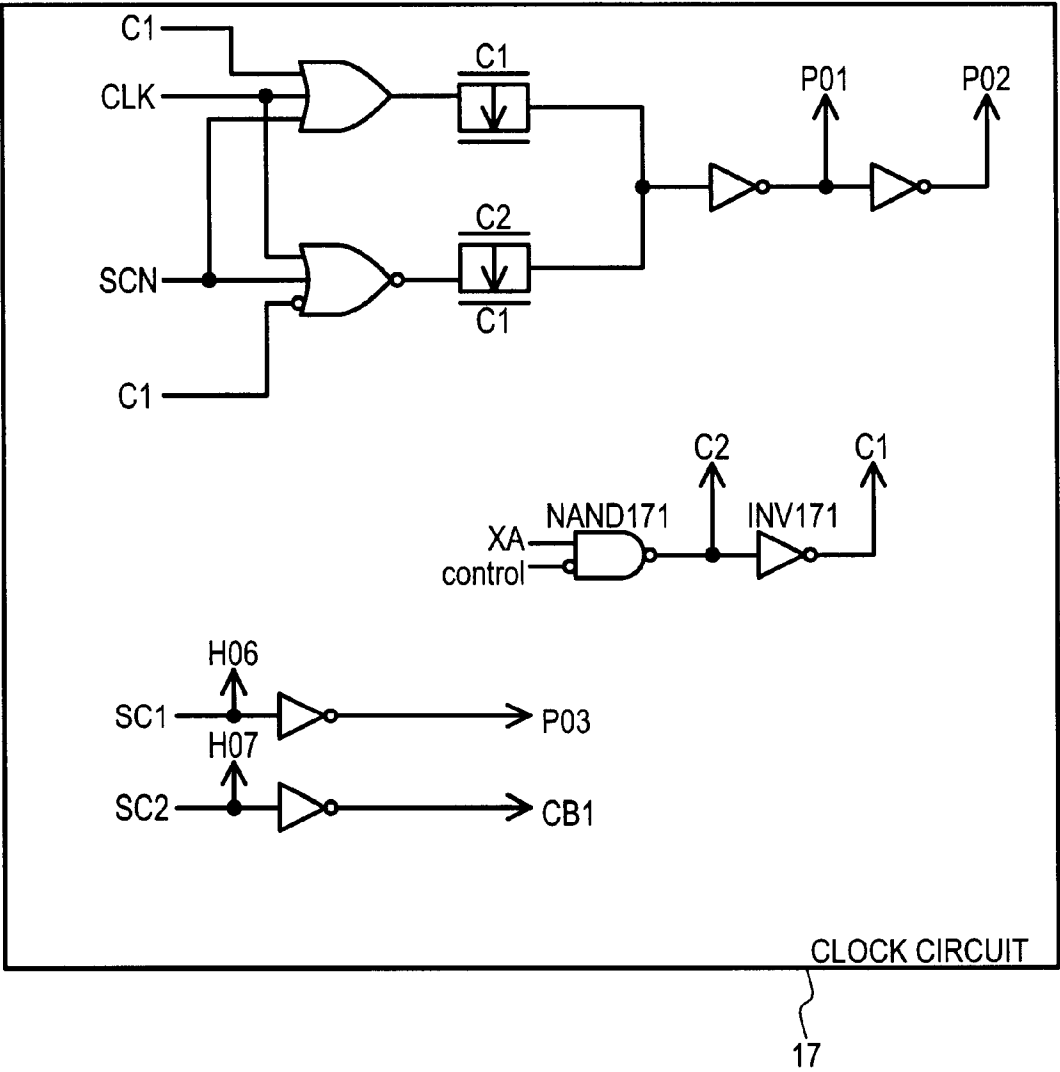 C1
C1
CLK
P01
P02
C2
SCN
C1
C1
C2
C1
NAND171
INV171
XA
control
H06
SC1
P03
H07
SC2
CB1
CLOCK CIRCUIT
17